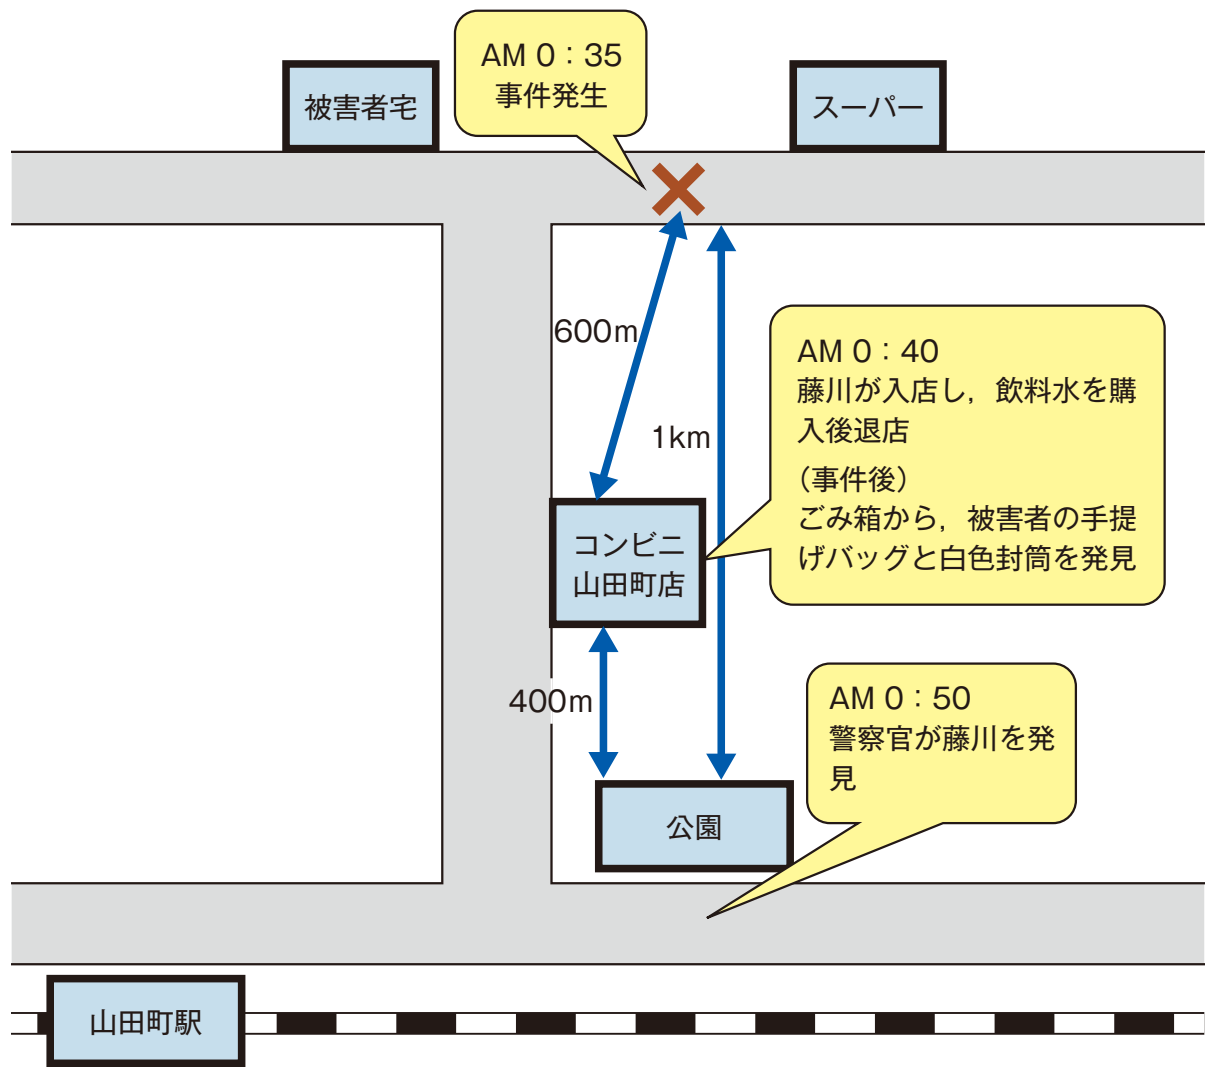 AM 0：35
事件発生
被害者宅
スーパー
600m
1km
AM 0：40
藤川が入店し，飲料水を購
入後退店
（事件後）
ごみ箱から，被害者の手提
げバッグと白色封筒を発見
コンビニ
山田町店
400m
AM 0：50
警察官が藤川を発
見
公園
山田町駅